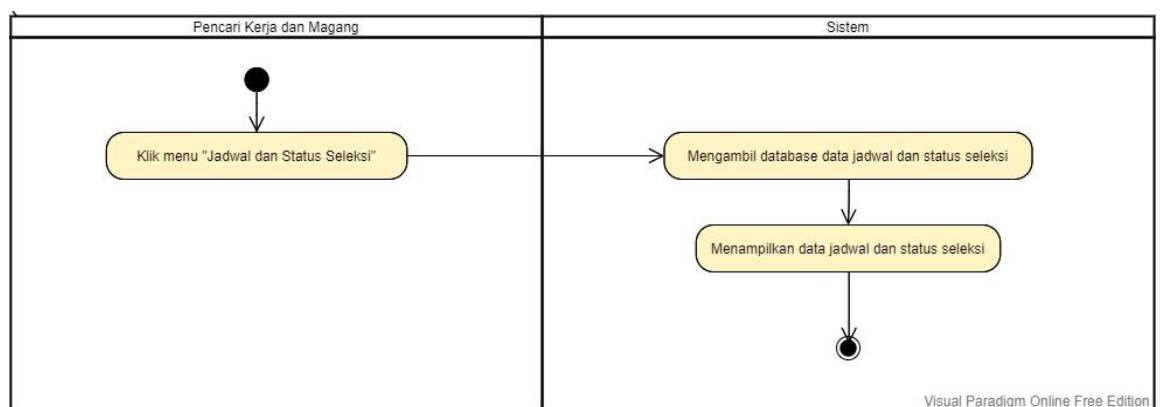 Pencari Kerja dan Magang
Sistem
Klik menu "Jadwal dan Status Seleksi"
Mengambil database data jadwal dan status seleksi
Menampilkan data jadwal dan status seleksi
Visual Paradigm Online Free Edition